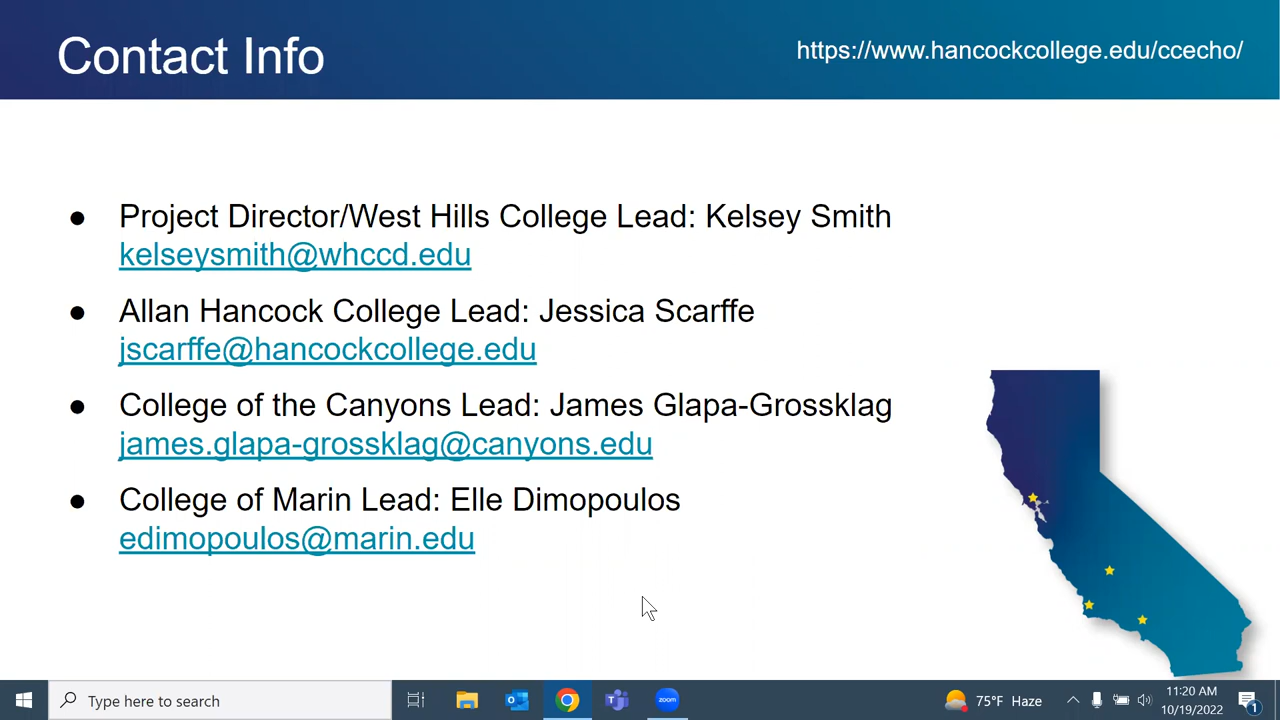 Contact Info
https://www.hancockcollege.edu/ccecho/
● Project Director/West Hills College Lead: Kelsey Smith
kelseysmith@whccd.edu
● Allan Hancock College Lead: Jessica Scarffe
jscarffe@hancockcollege.edu
● College of the Canyons Lead: James Glapa-Grossklag
james.glapa-grossklag@canyons.edu
● College of Marin Lead: Elle Dimopoulos
edimopoulos@marin.edu
Type here to search
zoom
75°F Haze
11:20 AM
10/19/2022
1